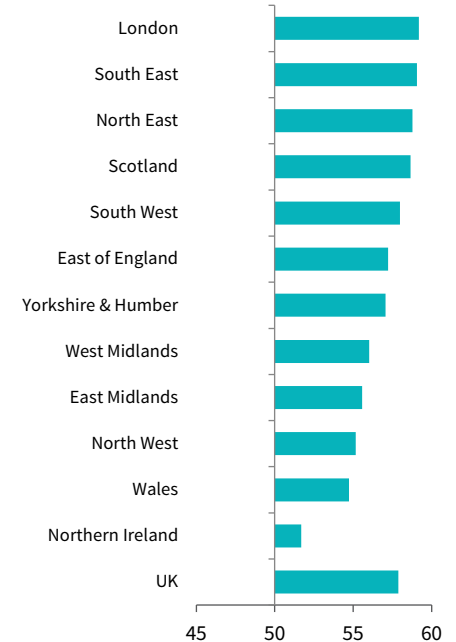 London
South East
North East
Scotland
South West
East of England
Yorkshire & Humber
West Midlands
East Midlands
North West
Wales
Northern Ireland
UK
45 50 55 60